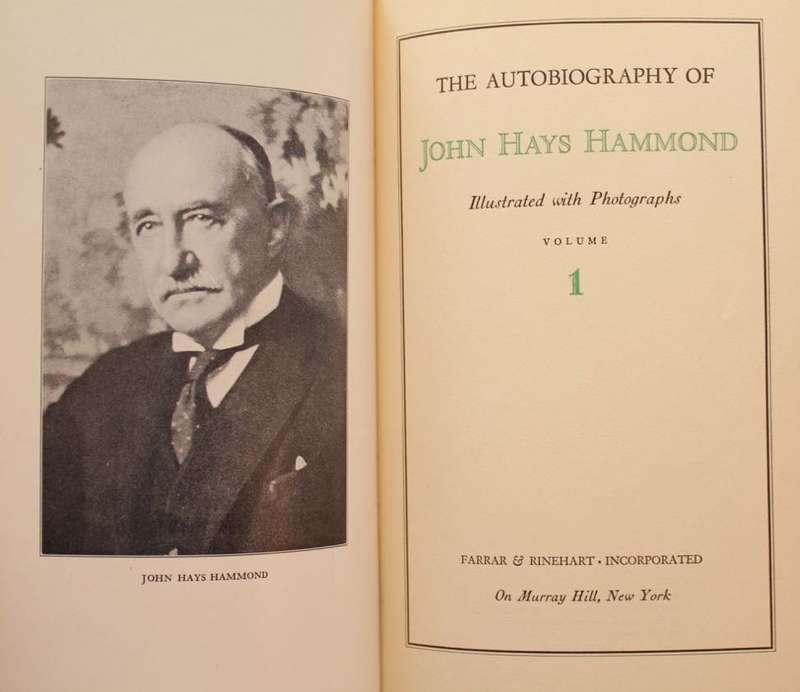 JOHN HAYS HAMMOND
THE AUTOBIOGRAPHY OF
JOHN HAYS HAMMOND
Illustrated with Photographs
VOLUME
1
FARRAR & RINEHART • INCORPORATED
On Murray Hill, New York